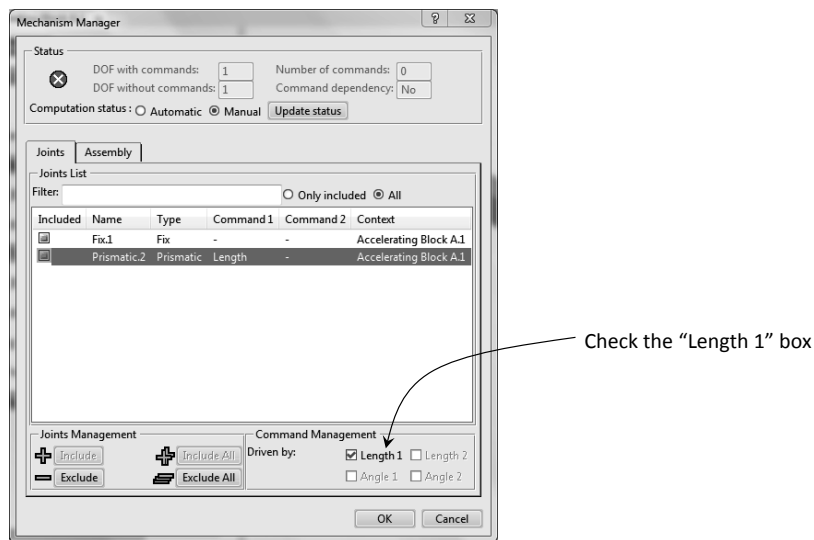 Mechanism Manager
Status
DOF with commands: 1 Number of commands: 0
DOF without commands: 1 Command dependency: No
Computation status : Automatic Manual Update status
Joints Assembly
Joints List
Filter: Only included All
Included Name Type Command 1 Command 2 Context
Fix.1 Fix - - Accelerating Block A.1
Prismatic.2 Prismatic Length - Accelerating Block A.1
Check the “Length 1” box
Joints Management Command Management
Include Include All Driven by: Length 1 Length 2
Exclude Exclude All Angle 1 Angle 2
OK Cancel